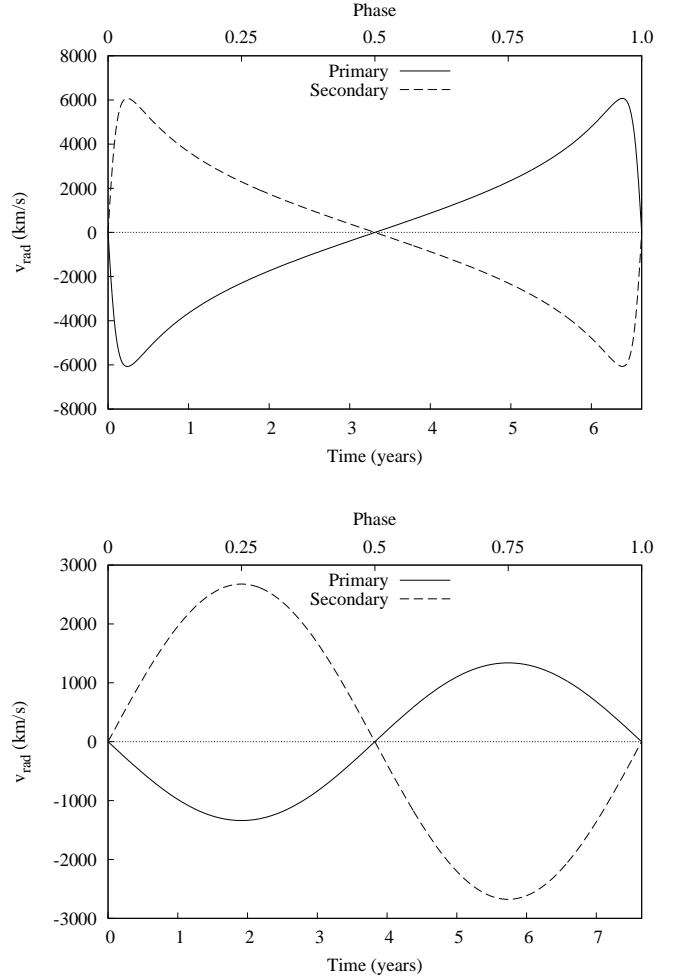 Phase
0 0.25 0.5 0.75 1.0
8000
Primary
Secondary
6000
4000
2000
0
-2000
-4000
-6000
-8000
v_rad (km/s)
0 1 2 3 4 5 6
Time (years)
Phase
0 0.25 0.5 0.75 1.0
3000
Primary
Secondary
2000
1000
0
-1000
-2000
-3000
v_rad (km/s)
0 1 2 3 4 5 6 7
Time (years)